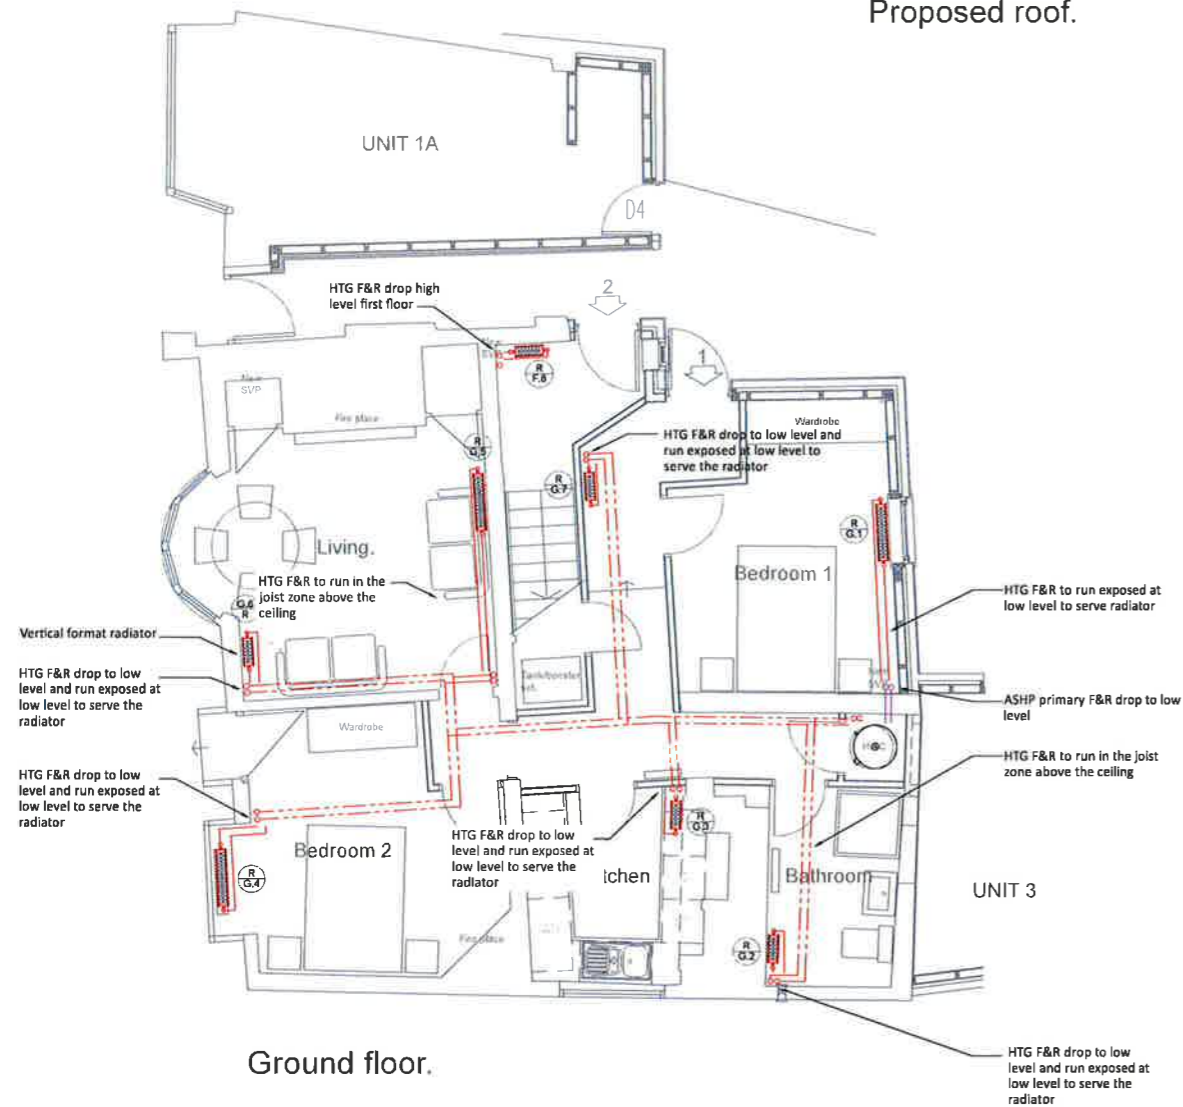 Proposed roof.
UNIT 1A
D4
HTG F&R drop high
level first floor
2
1
R
F.8
New
SVP
Fire place
R
G.5
HTG F&R drop to low level and
run exposed at low level to
serve the radiator
Wardrobe
R
G.7
R
G.1
Living.
Bedroom 1
HTG F&R to run in the
joist zone above the
ceiling
HTG F&R to run exposed at
low level to serve radiator
G.6
R
Vertical format radiator
HTG F&R drop to low
level and run exposed at
low level to serve the
radiator
Tank/booster
New
SVP
ASHP primary F&R drop to low
level
Wardrobe
HTG F&R to run in the joist
zone above the ceiling
HTG F&R drop to low
level and run exposed at
low level to serve the
radiator
HTG F&R drop to low
level and run exposed at
low level to serve the
radiator
R
G.3
Bedroom 2
R
G.4
tchen
Bathroom
UNIT 3
Fire place
R
G.2
Ground floor.
HTG F&R drop to low
level and run exposed at
low level to serve the
radiator